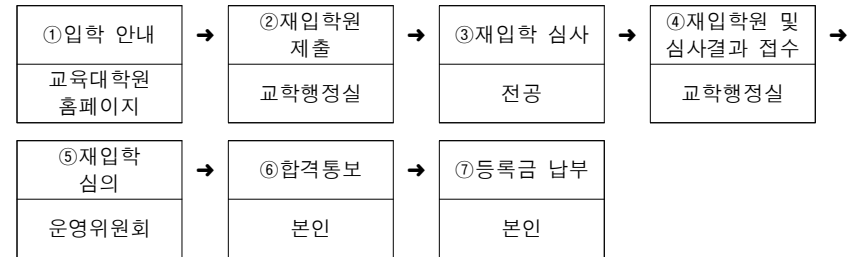 ①입학 안내 ➜ ②재입학원 제출 ➜ ③재입학 심사 ➜ ④재입학원 및 심사결과 접수 ➜
교육대학원 홈페이지 교학행정실 전공 교학행정실
⑤재입학 심의 ➜ ⑥합격통보 ➜ ⑦등록금 납부
운영위원회 본인 본인